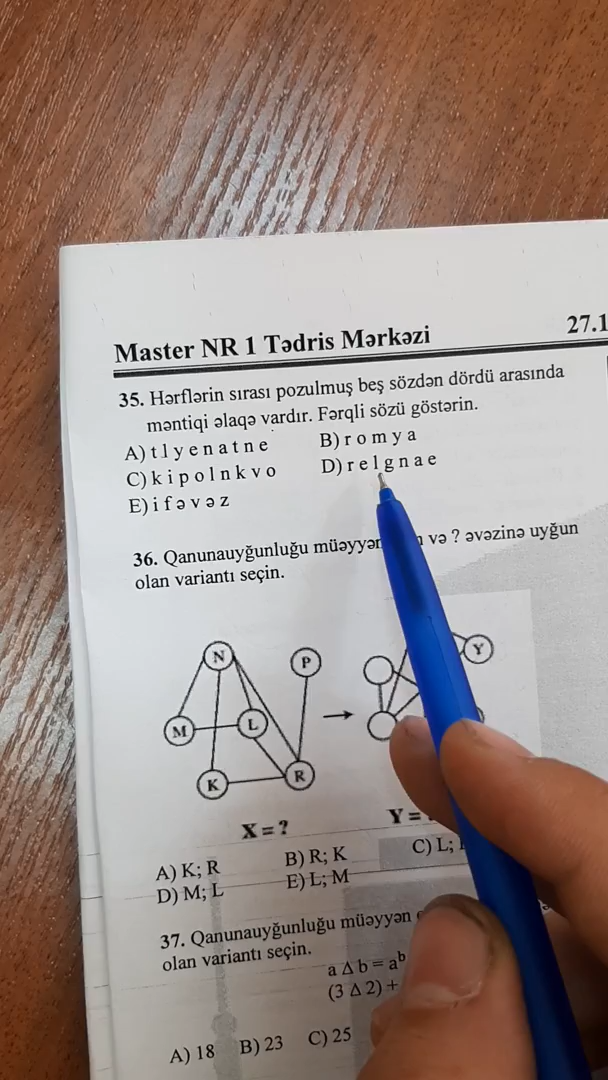 Master NR 1 Tədris Mərkəzi 27.1
35. Hərflərin sırası pozulmuş beş sözdən dördü arasında
məntiqi əlaqə vardır. Fərqli sözü göstərin.
A) t l y e n a t n e B) r o m y a
C) k i p o l n k v o D) r e l g n a e
E) i f ə v ə z
36. Qanunauyğunluğu və ? əvəzinə uyğun
olan variantı seçin.
N P Y
M L
K R
X = ? Y =
A) K; R B) R; K C) L;
D) M; L E) L; M
37. Qanunauyğunluğu müəyyən
olan variantı seçin.
a Δ b = aᵇ
(3 Δ 2) +
A) 18 B) 23 C) 25